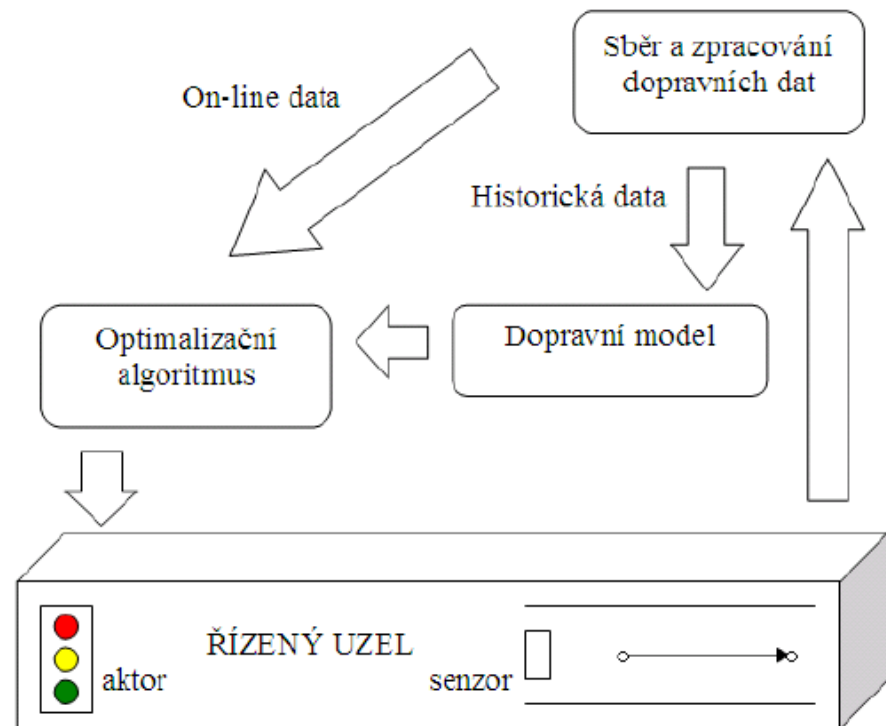 Sběr a zpracování
dopravních dat
On-line data
Historická data
Optimalizační
algoritmus
Dopravní model
ŘÍZENÝ UZEL
aktor
senzor